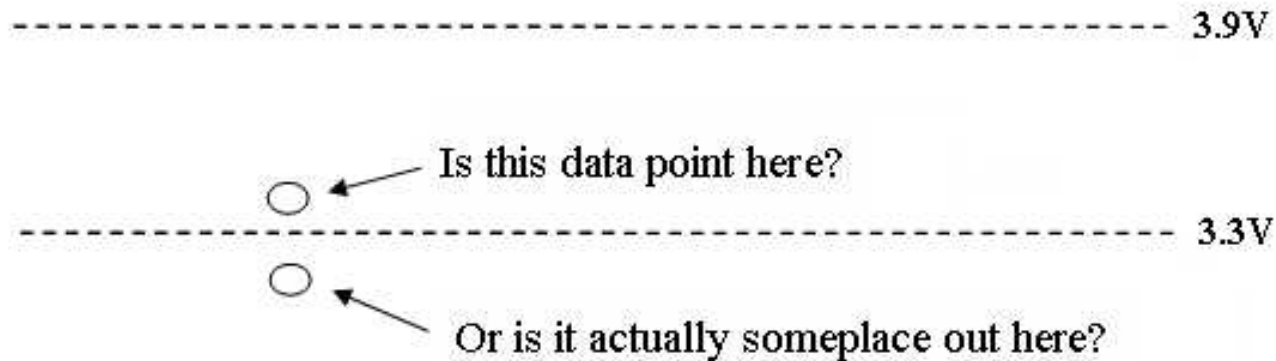 3.9V
Is this data point here?
3.3V
Or is it actually someplace out here?